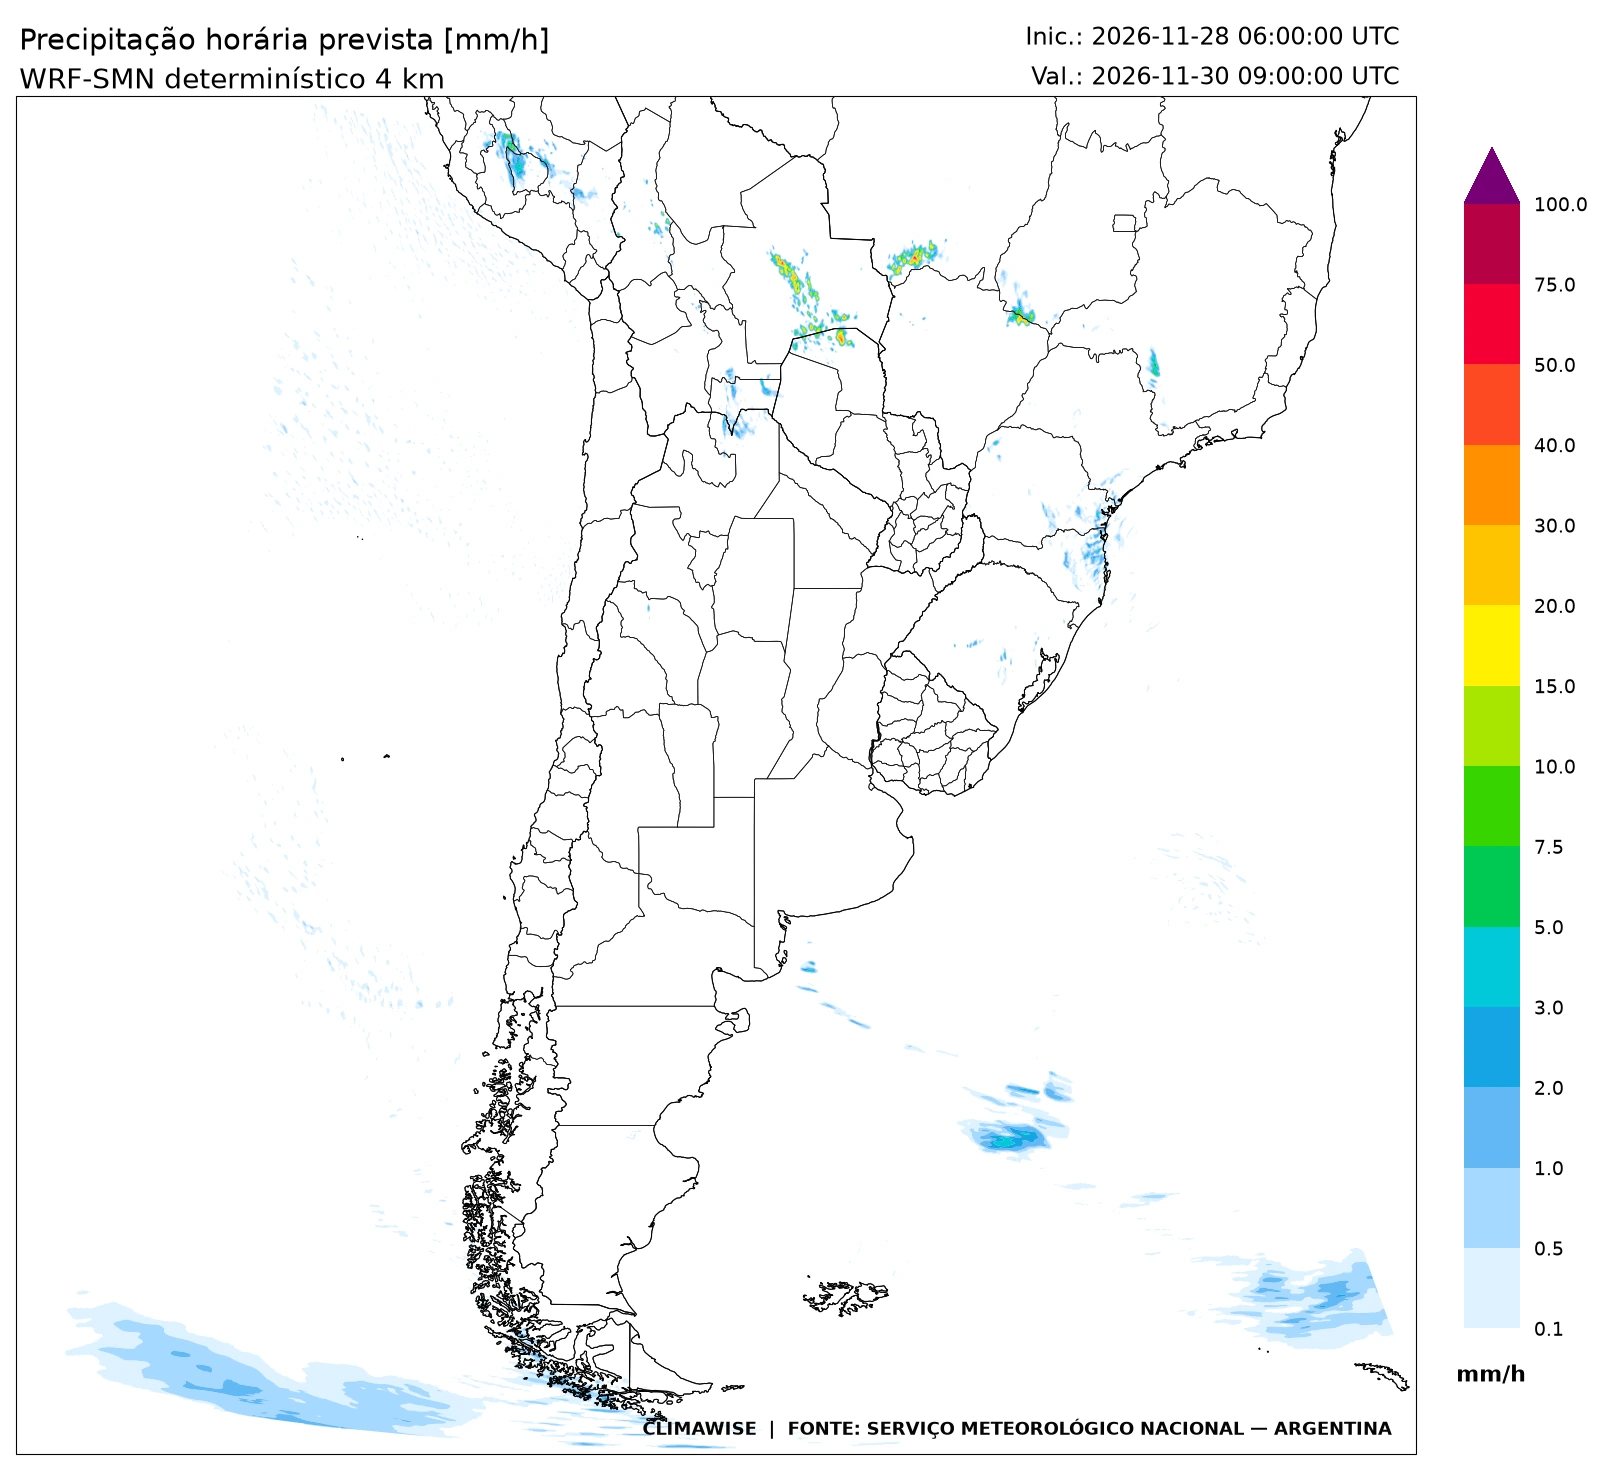 Precipitação horária prevista [mm/h]
WRF-SMN determinístico 4 km
Inic.: 2026-11-28 06:00:00 UTC
Val.: 2026-11-30 09:00:00 UTC
100.0
75.0
50.0
40.0
30.0
20.0
15.0
10.0
7.5
5.0
3.0
2.0
1.0
0.5
0.1
mm/h
CLIMAWISE | FONTE: SERVIÇO METEOROLÓGICO NACIONAL — ARGENTINA